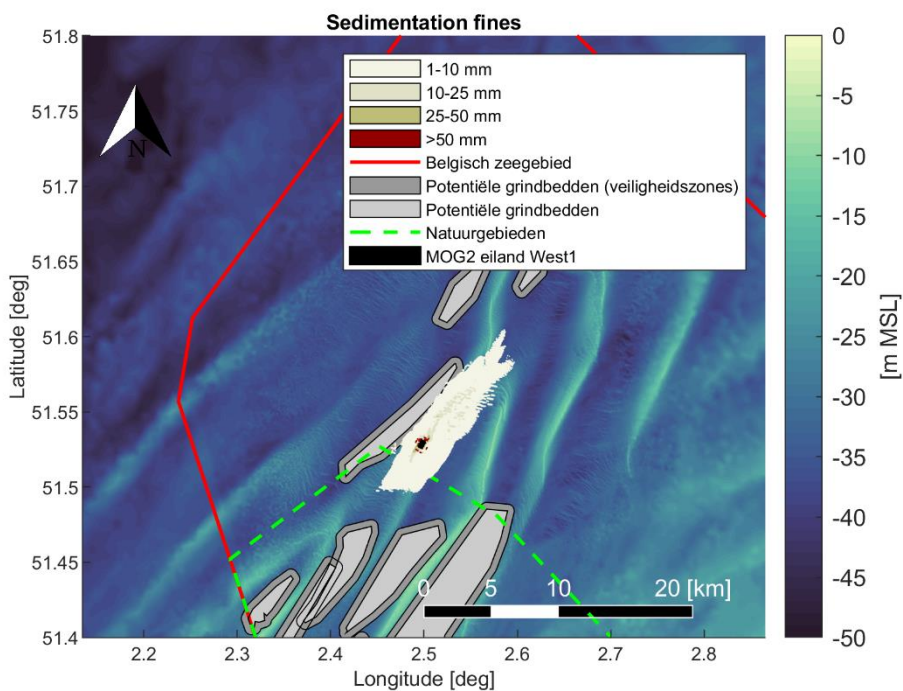 Sedimentation fines
51.8
51.75
51.7
51.65
51.6
51.55
51.5
51.45
51.4
Latitude [deg]
N
1-10 mm
10-25 mm
25-50 mm
>50 mm
Belgisch zeegebied
Potentiële grindbedden (veiligheidszones)
Potentiële grindbedden
Natuurgebieden
MOG2 eiland West1
0 5 10 20 [km]
2.2 2.3 2.4 2.5 2.6 2.7 2.8
Longitude [deg]
0
-5
-10
-15
-20
-25
-30
-35
-40
-45
-50
[m MSL]